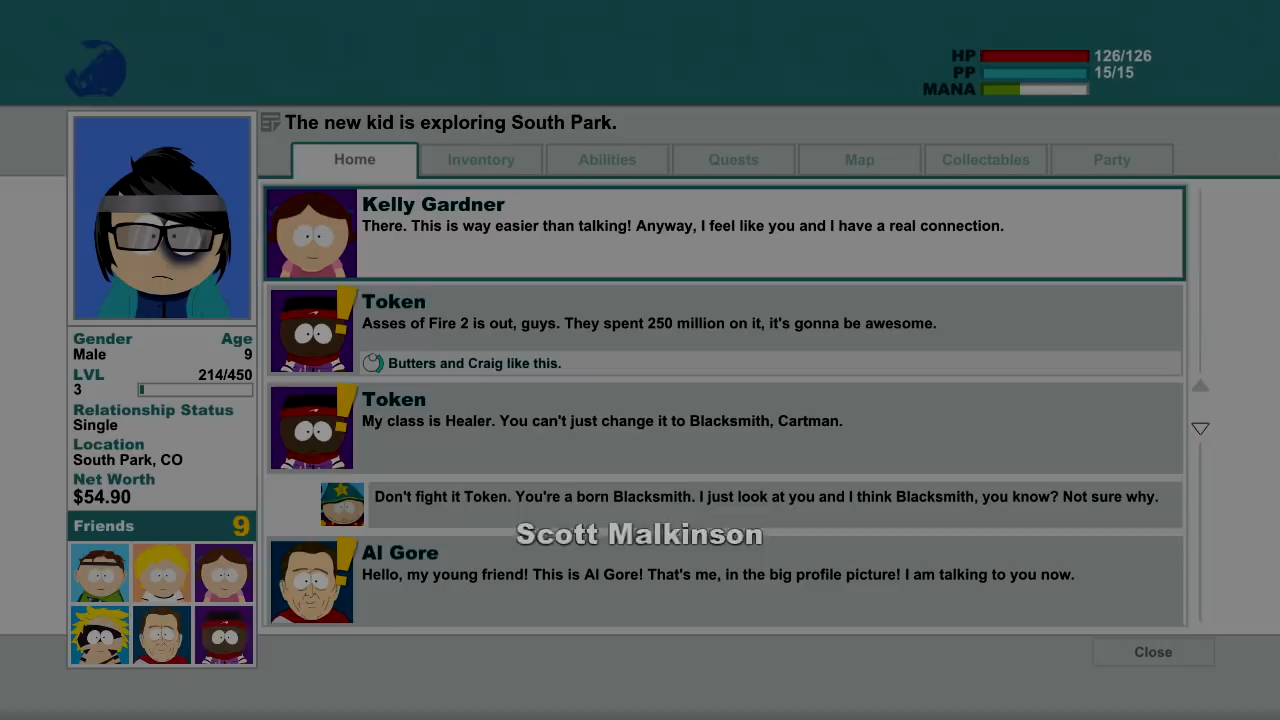 HP 126/126
PP 15/15
MANA
The new kid is exploring South Park.
Home Inventory Abilities Quests Map Collectables Party
Kelly Gardner
There. This is way easier than talking! Anyway, I feel like you and I have a real connection.
Token
Asses of Fire 2 is out, guys. They spent 250 million on it, it's gonna be awesome.
Butters and Craig like this.
Token
My class is Healer. You can't just change it to Blacksmith, Cartman.
Don't fight it Token. You're a born Blacksmith. I just look at you and I think Blacksmith, you know? Not sure why.
Scott Malkinson
Al Gore
Hello, my young friend! This is Al Gore! That's me, in the big profile picture! I am talking to you now.
Gender Age
Male 9
LVL 214/450
3
Relationship Status
Single
Location
South Park, CO
Net Worth
$54.90
Friends 9
Close